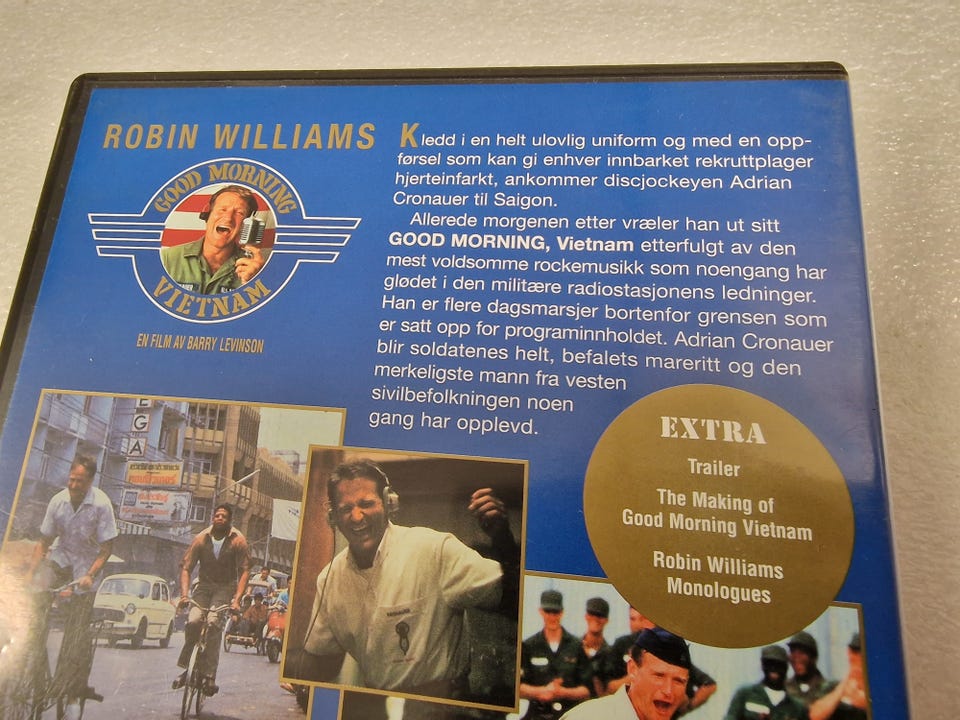 ROBIN WILLIAMS
GOOD MORNING
VIETNAM
EN FILM AV BARRY LEVINSON
Kledd i en helt ulovlig uniform og med en opp-
førsel som kan gi enhver innbarket rekruttplager
hjerteinfarkt, ankommer discjockeyen Adrian
Cronauer til Saigon.
Allerede morgenen etter vræler han ut sitt
GOOD MORNING, Vietnam etterfulgt av den
mest voldsomme rockemusikk som noengang har
glødet i den militære radiostasjonens ledninger.
Han er flere dagsmarsjer bortenfor grensen som
er satt opp for programinnholdet. Adrian Cronauer
blir soldatenes helt, befalets mareritt og den
merkeligste mann fra vesten
sivilbefolkningen noen
gang har opplevd.
EXTRA
Trailer
The Making of
Good Morning Vietnam
Robin Williams
Monologues